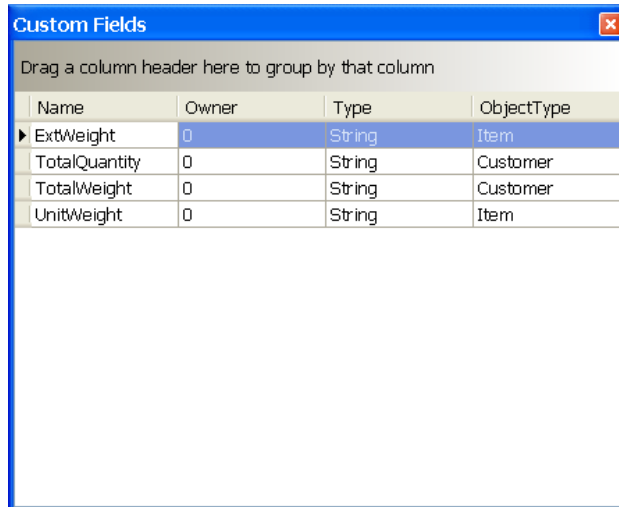 Custom Fields
Drag a column header here to group by that column
Name Owner Type ObjectType
ExtWeight 0 String Item
TotalQuantity 0 String Customer
TotalWeight 0 String Customer
UnitWeight 0 String Item